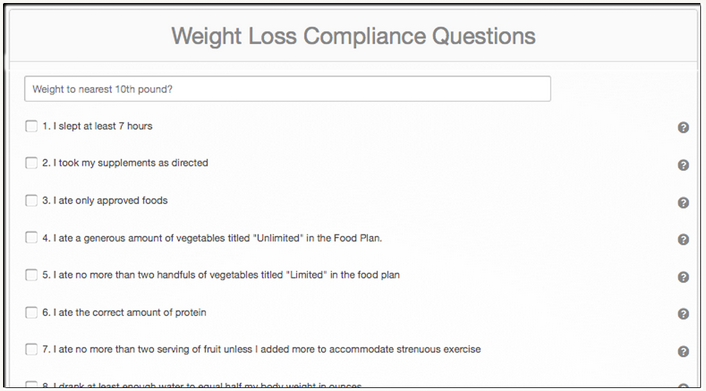 Weight Loss Compliance Questions
Weight to nearest 10th pound?
1. I slept at least 7 hours
2. I took my supplements as directed
3. I ate only approved foods
4. I ate a generous amount of vegetables titled "Unlimited" in the Food Plan.
5. I ate no more than two handfuls of vegetables titled "Limited" in the food plan
6. I ate the correct amount of protein
7. I ate no more than two serving of fruit unless I added more to accommodate strenuous exercise
8. I drank at least enough water to equal half my body weight in ounces